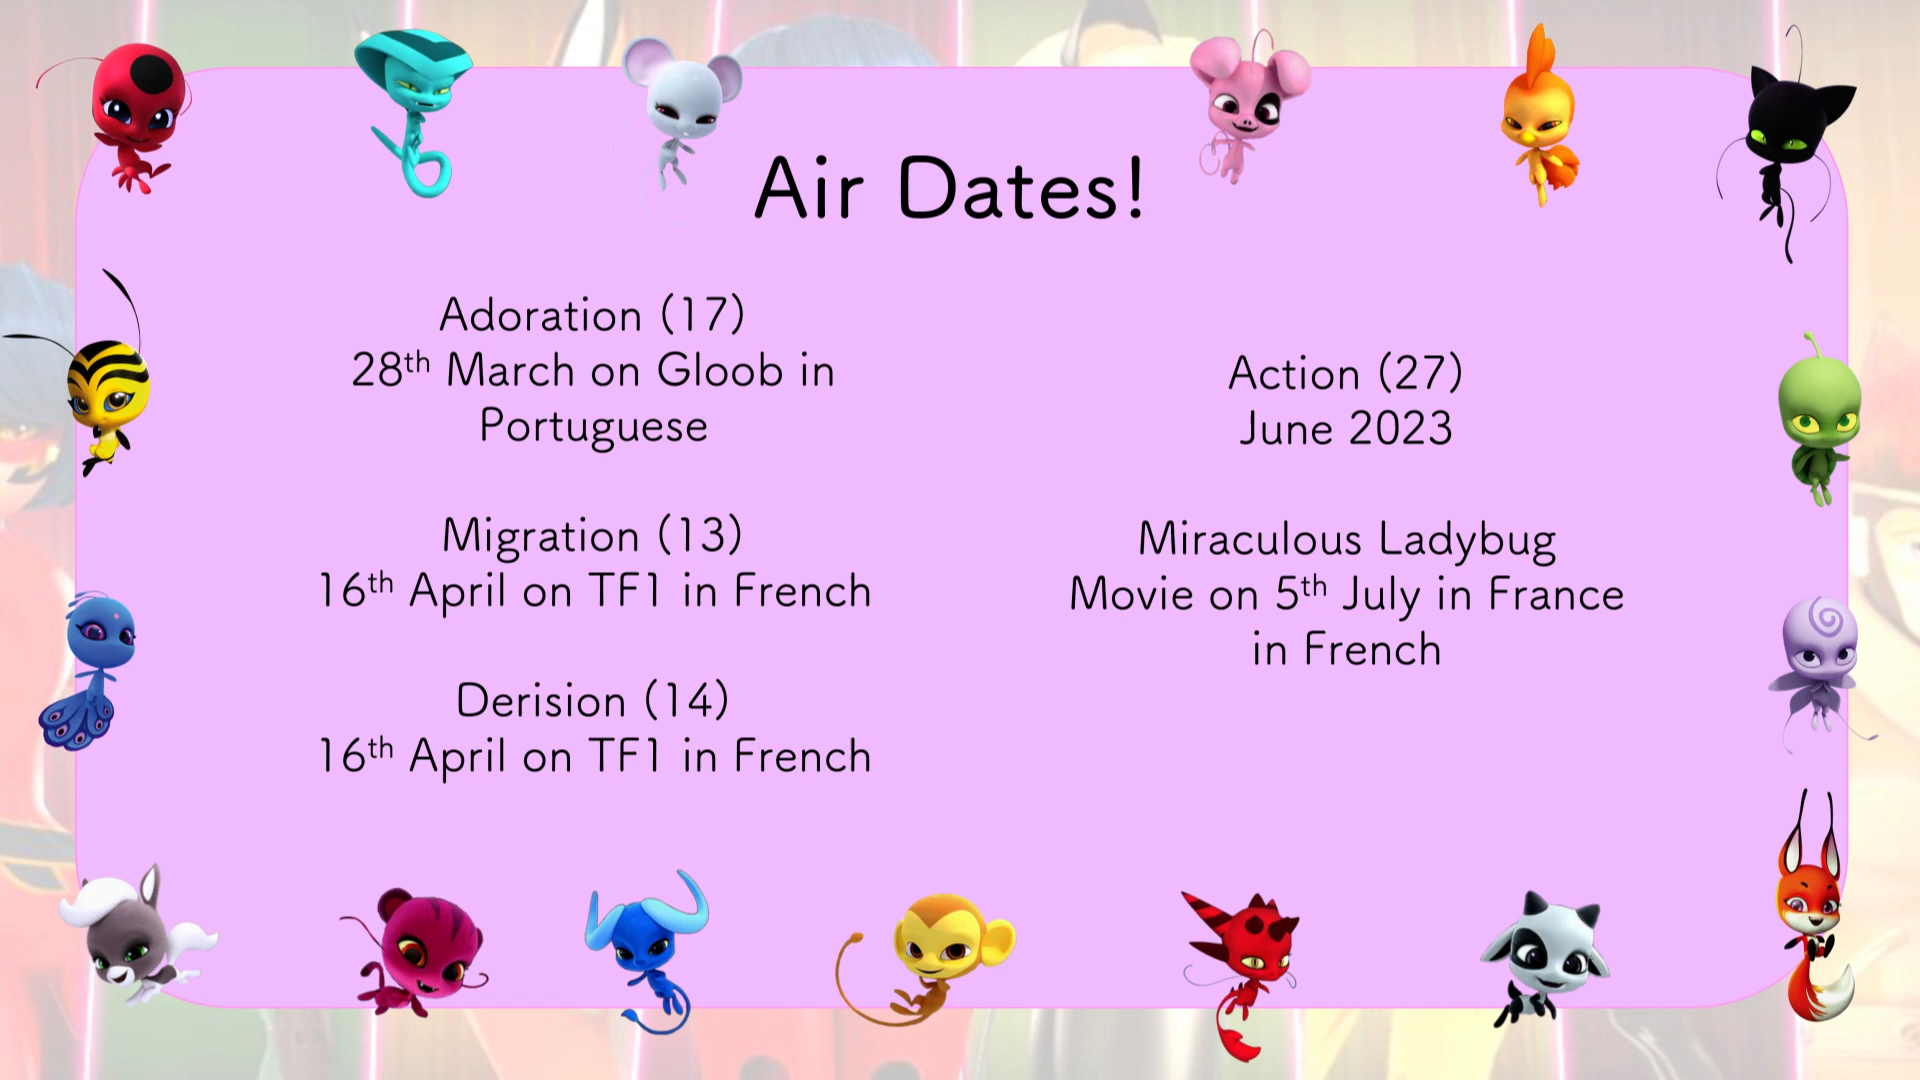 Air Dates!
Adoration (17)
28th March on Gloob in
Portuguese
Migration (13)
16th April on TF1 in French
Derision (14)
16th April on TF1 in French
Action (27)
June 2023
Miraculous Ladybug
Movie on 5th July in France
in French